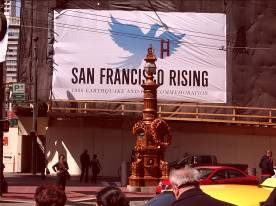 SAN FRANCISCO RISING
1906 EARTHQUAKE AND FIRE COMMEMORATION
P